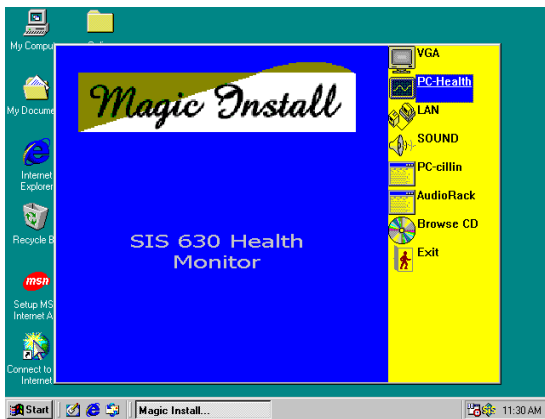 My Compu
My Docume
Internet
Explorer
Recycle B
msn
Setup MS
Internet A
Connect to
Internet
Magic Install
SIS 630 Health
Monitor
VGA
PC-Health
LAN
SOUND
PC-cillin
AudioRack
Browse CD
Exit
Start
Magic Install...
11:30 AM